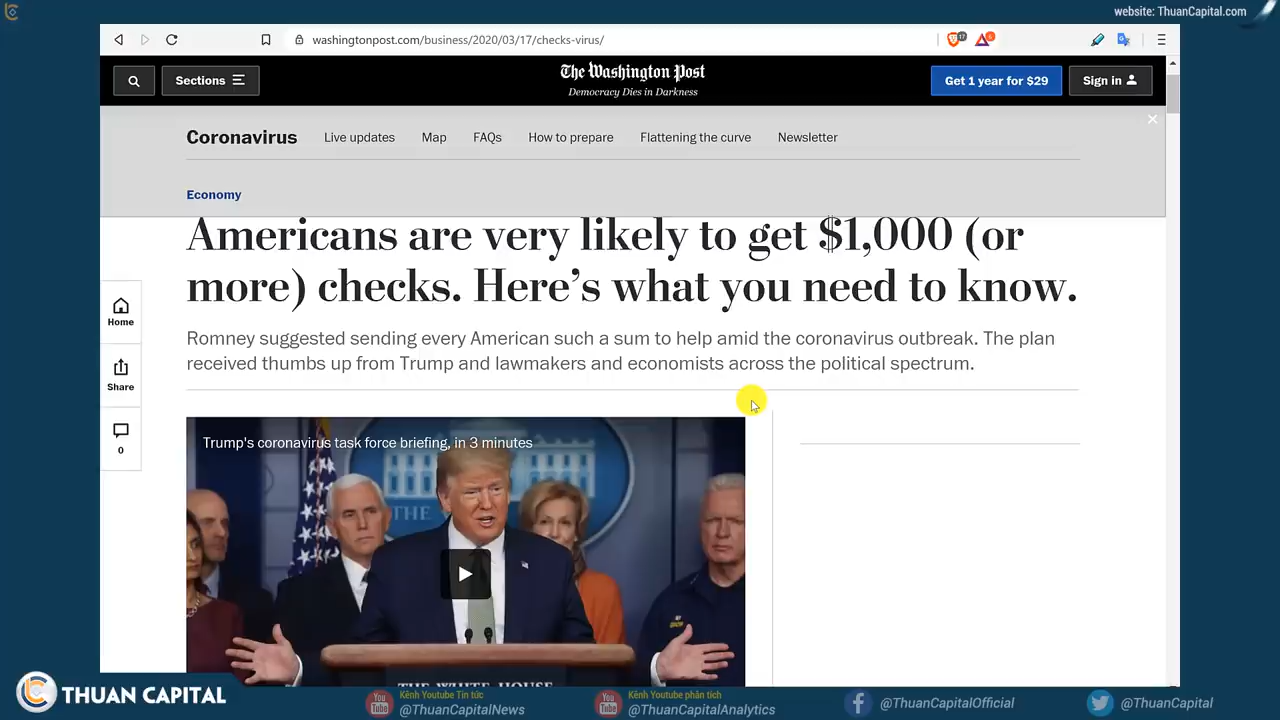 website: ThuanCapital.com
washingtonpost.com/business/2020/03/17/checks-virus/
Sections
The Washington Post
Democracy Dies in Darkness
Get 1 year for $29
Sign in
Coronavirus
Live updates
Map
FAQs
How to prepare
Flattening the curve
Newsletter
Economy
Americans are very likely to get $1,000 (or
more) checks. Here's what you need to know.
Romney suggested sending every American such a sum to help amid the coronavirus outbreak. The plan
received thumbs up from Trump and lawmakers and economists across the political spectrum.
Home
Share
0
Trump's coronavirus task force briefing, in 3 minutes
THE
THE WHITE HOUSE
THUAN CAPITAL
Kênh Youtube Tin tức
@ThuanCapitalNews
Kênh Youtube phân tích
@ThuanCapitalAnalytics
@ThuanCapitalOfficial
@ThuanCapital